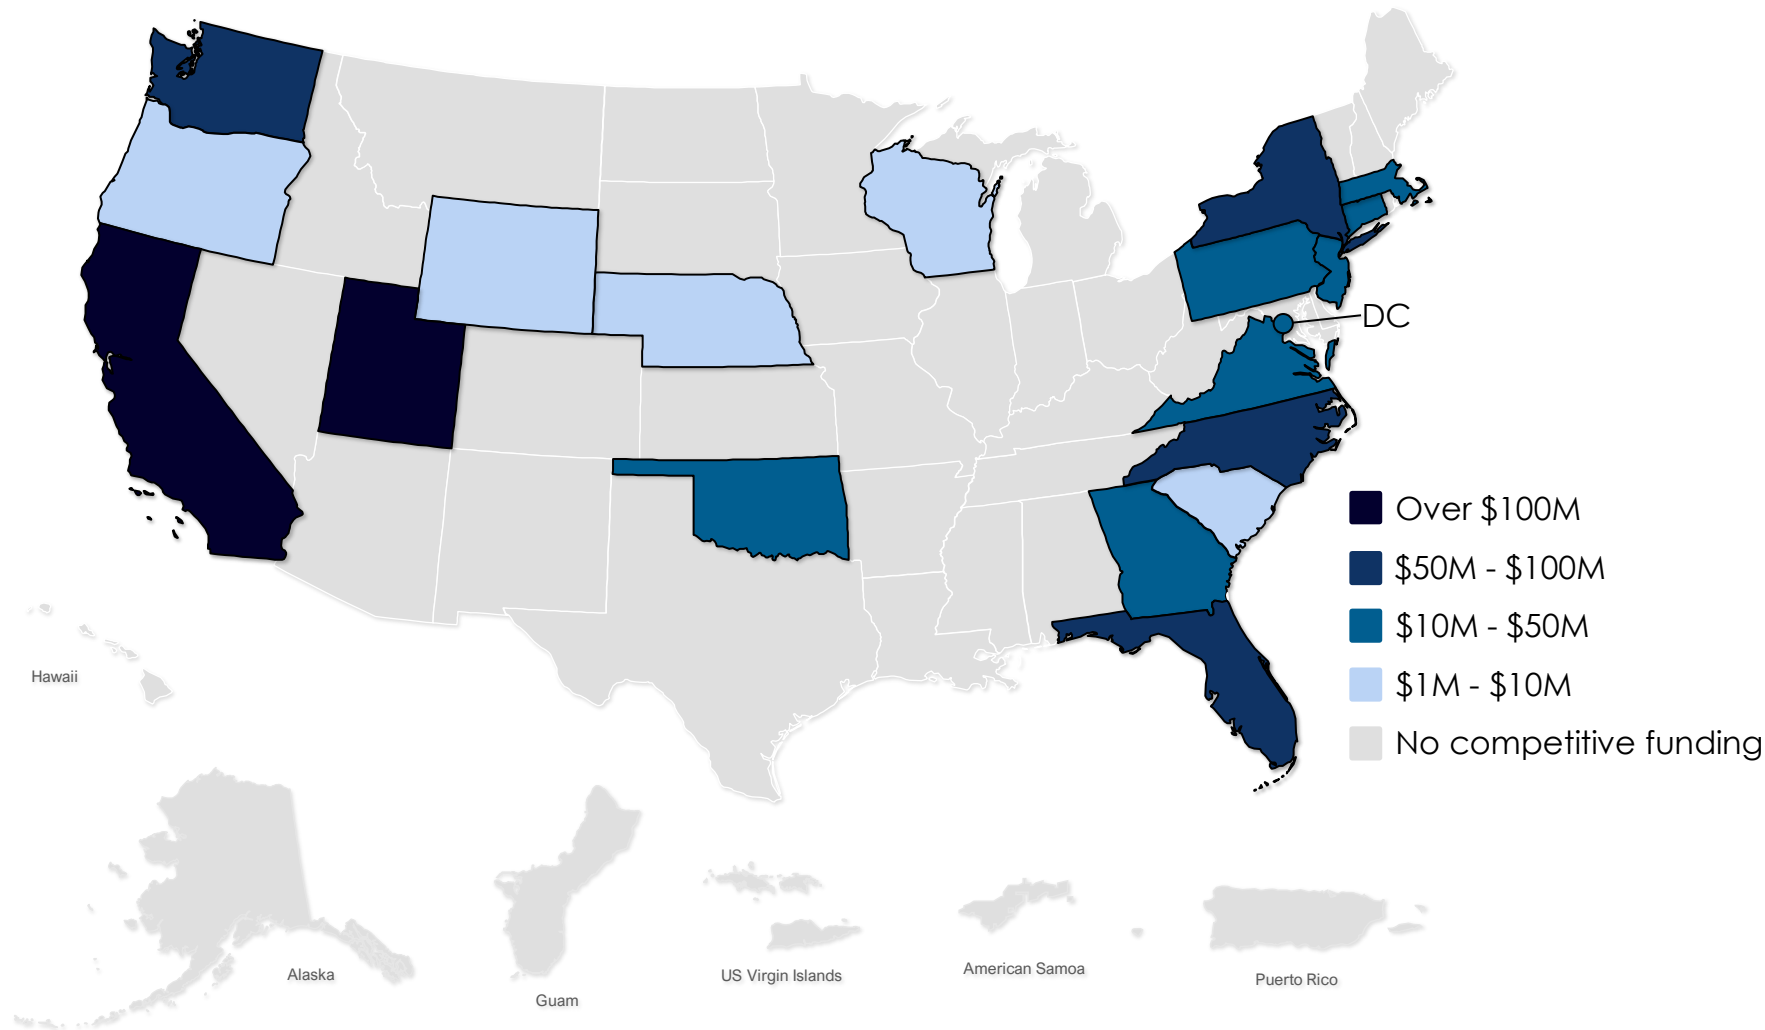 DC
Over $100M
$50M - $100M
$10M - $50M
$1M - $10M
No competitive funding
Hawaii
Alaska
Guam
US Virgin Islands
American Samoa
Puerto Rico